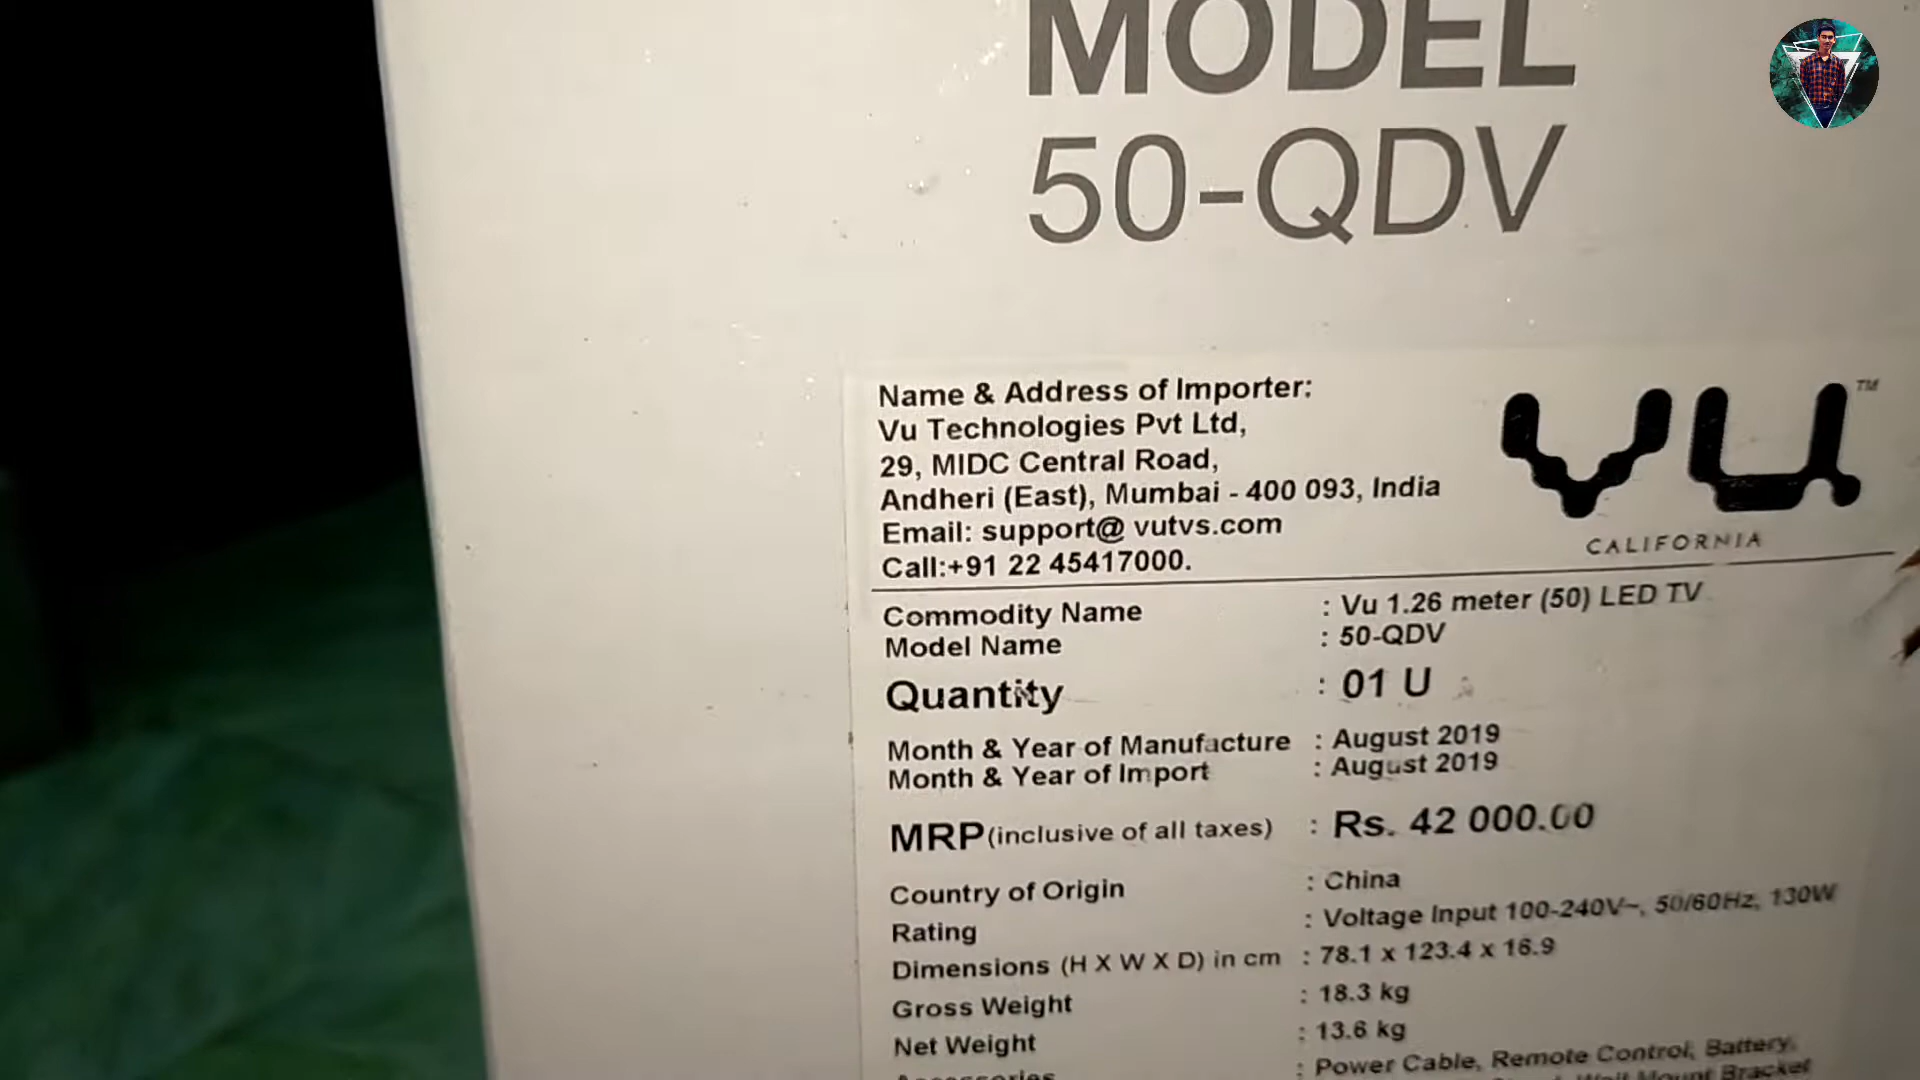 MODEL
50-QDV
Name & Address of Importer:
Vu Technologies Pvt Ltd,
29, MIDC Central Road,
Andheri (East), Mumbai - 400 093, India
Email: support@ vutvs.com
Call:+91 22 45417000.
vu TM
CALIFORNIA
Commodity Name : Vu 1.26 meter (50) LED TV
Model Name : 50-QDV
Quantity : 01 U
Month & Year of Manufacture : August 2019
Month & Year of Import : August 2019
MRP(inclusive of all taxes) : Rs. 42 000.00
Country of Origin : China
Rating : Voltage Input 100-240V~, 50/60Hz, 130W
Dimensions (H X W X D) in cm : 78.1 x 123.4 x 16.9
Gross Weight : 18.3 kg
Net Weight : 13.6 kg
Accessories : Power Cable, Remote Control, Battery,
Wall Mount Bracket